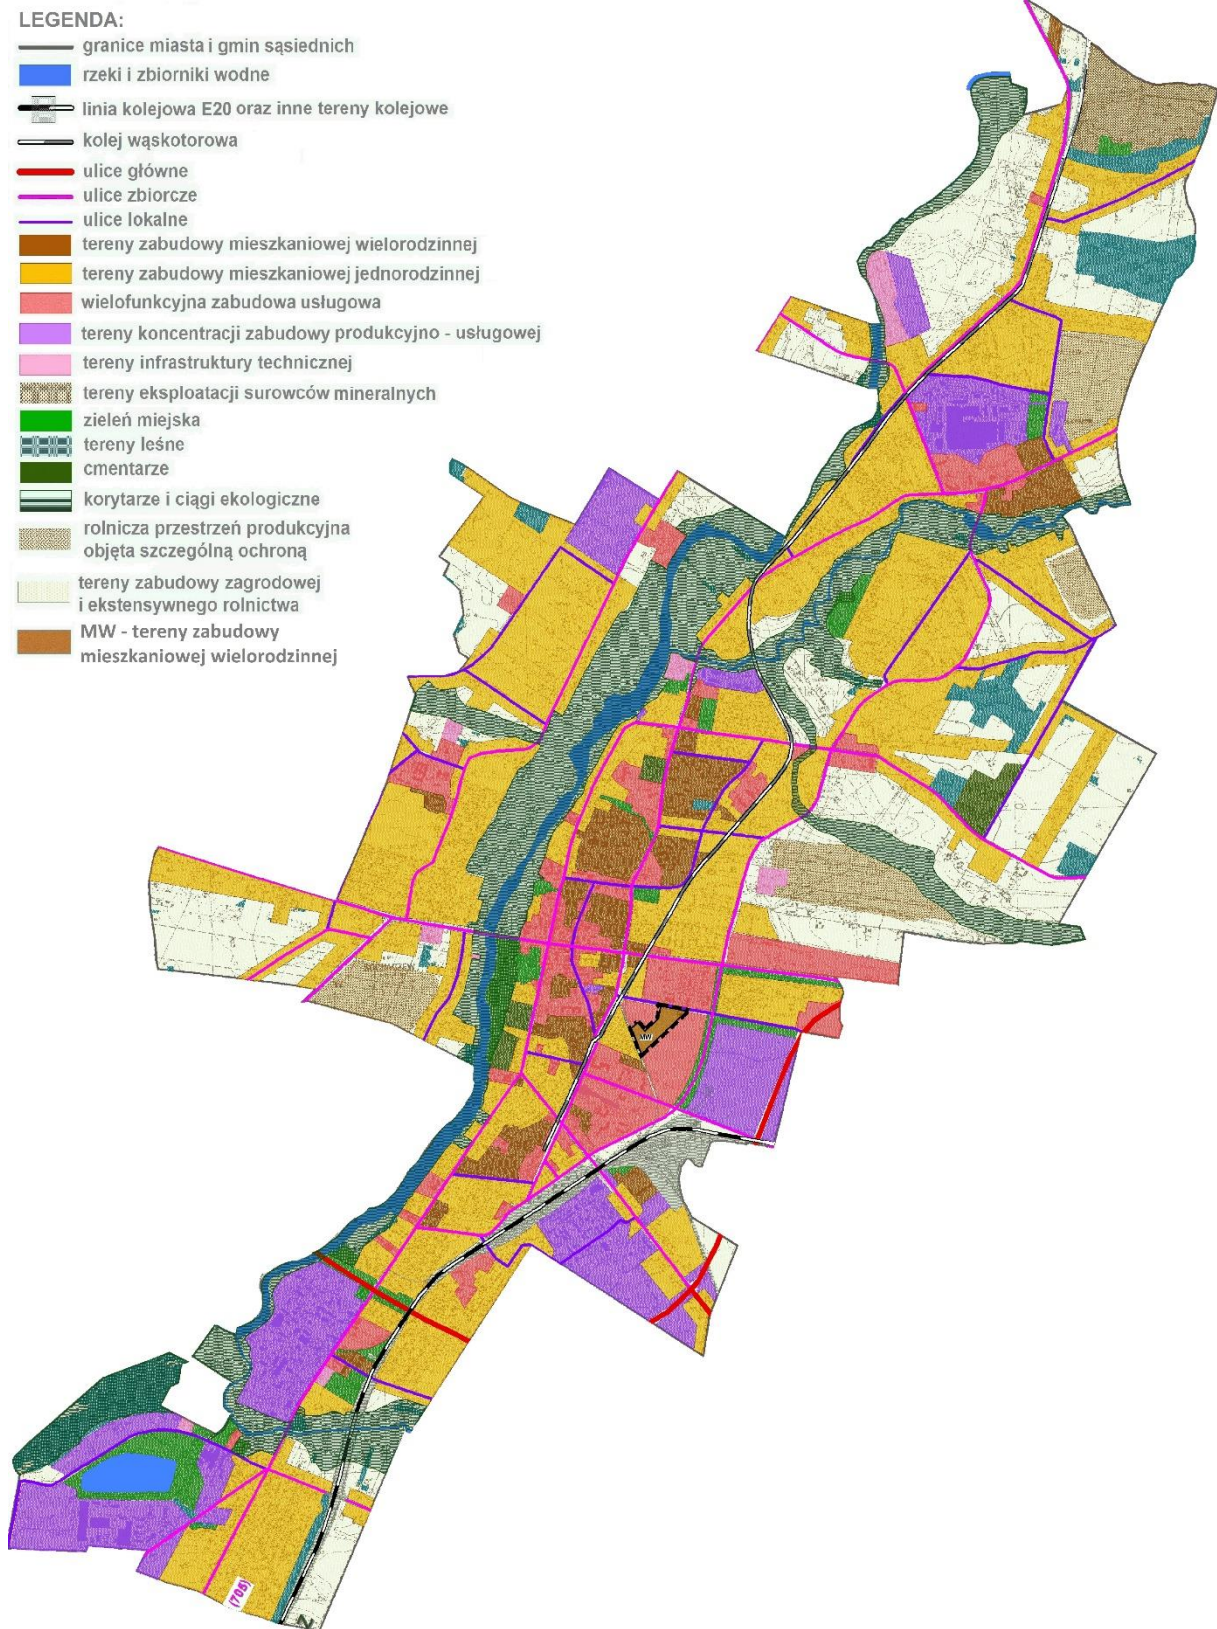 LEGENDA:
granice miasta i gmin sąsiednich
rzeki i zbiorniki wodne
linia kolejowa E20 oraz inne tereny kolejowe
kolej wąskotorowa
ulice główne
ulice zbiorcze
ulice lokalne
tereny zabudowy mieszkaniowej wielorodzinnej
tereny zabudowy mieszkaniowej jednorodzinnej
wielofunkcyjna zabudowa usługowa
tereny koncentracji zabudowy produkcyjno - usługowej
tereny infrastruktury technicznej
tereny eksploatacji surowców mineralnych
zieleń miejska
tereny leśne
cmentarze
korytarze i ciągi ekologiczne
rolnicza przestrzeń produkcyjna
objęta szczególną ochroną
tereny zabudowy zagrodowej
i ekstensywnego rolnictwa
MW - tereny zabudowy
mieszkaniowej wielorodzinnej
MW
(705)